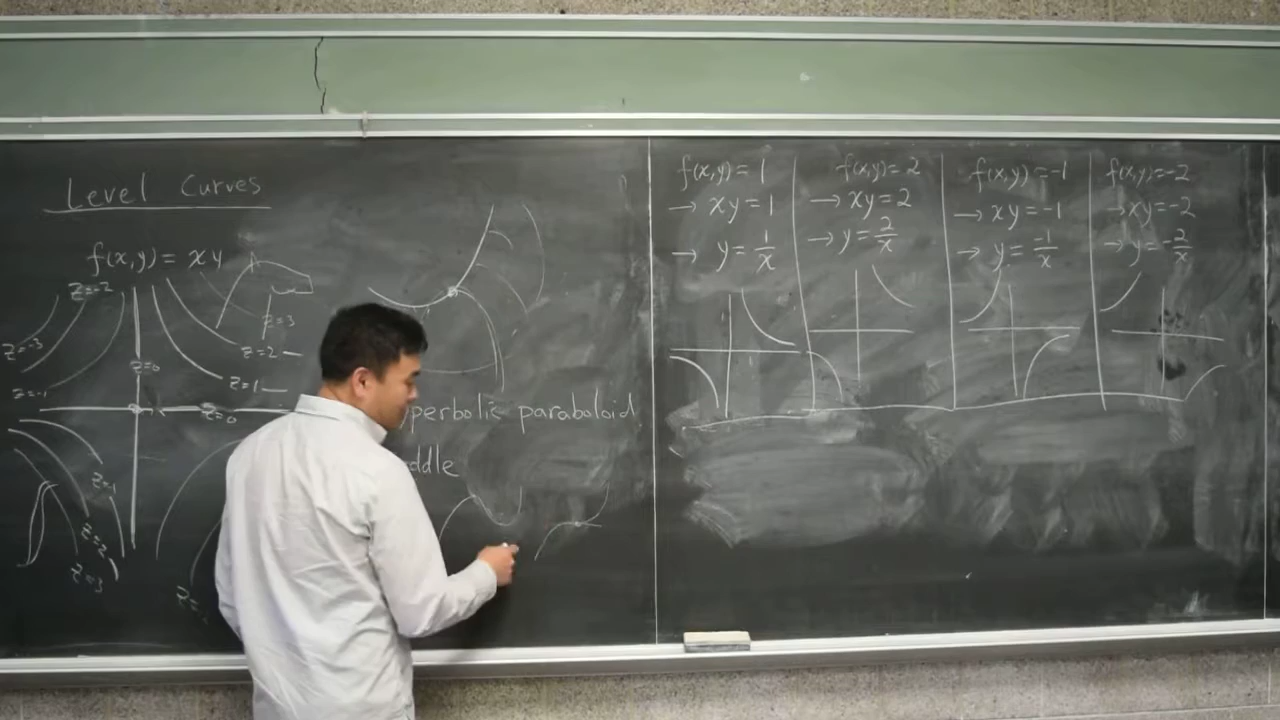 Level Curves
f(x,y) = xy
z=-2
z=3
z=-3
z=2
z=0
z=1
z=-1
z=0
perbolic paraboloid
ddle
z=1
z=2
z=3
f(x,y) = 1
→ xy = 1
→ y = 1/x
f(x,y) = 2
→ xy = 2
→ y = 2/x
f(x,y) = -1
→ xy = -1
→ y = -1/x
f(x,y) = -2
→ xy = -2
→ y = -2/x